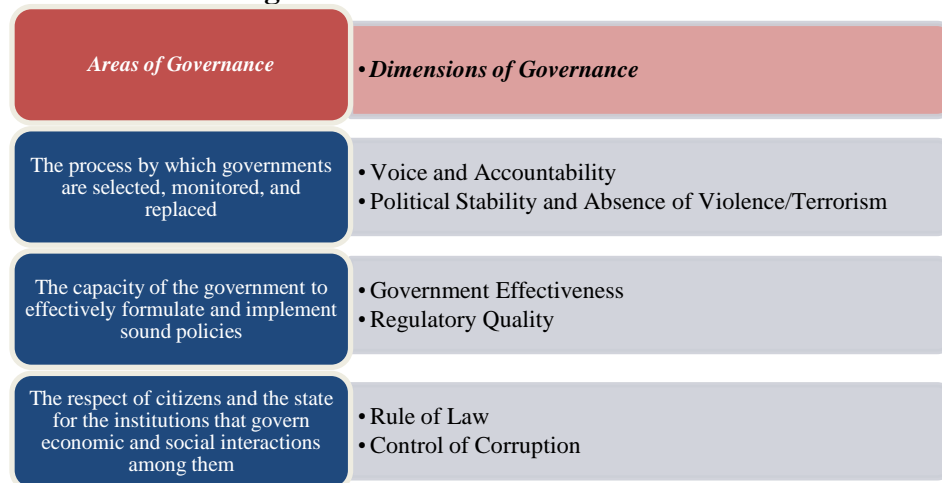 Areas of Governance
• Dimensions of Governance
The process by which governments
are selected, monitored, and
replaced
• Voice and Accountability
• Political Stability and Absence of Violence/Terrorism
The capacity of the government to
effectively formulate and implement
sound policies
• Government Effectiveness
• Regulatory Quality
The respect of citizens and the state
for the institutions that govern
economic and social interactions
among them
• Rule of Law
• Control of Corruption